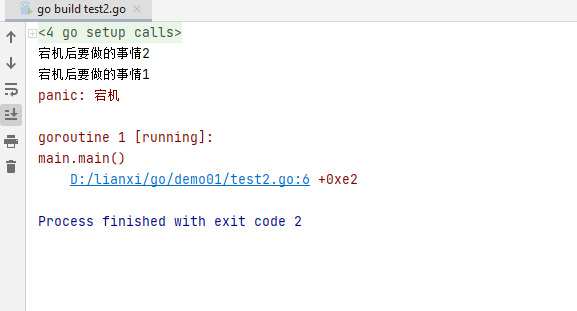 go build test2.go
<4 go setup calls>
宕机后要做的事情2
宕机后要做的事情1
panic: 宕机
goroutine 1 [running]:
main.main()
D:/lianxi/go/demo01/test2.go:6 +0xe2
Process finished with exit code 2